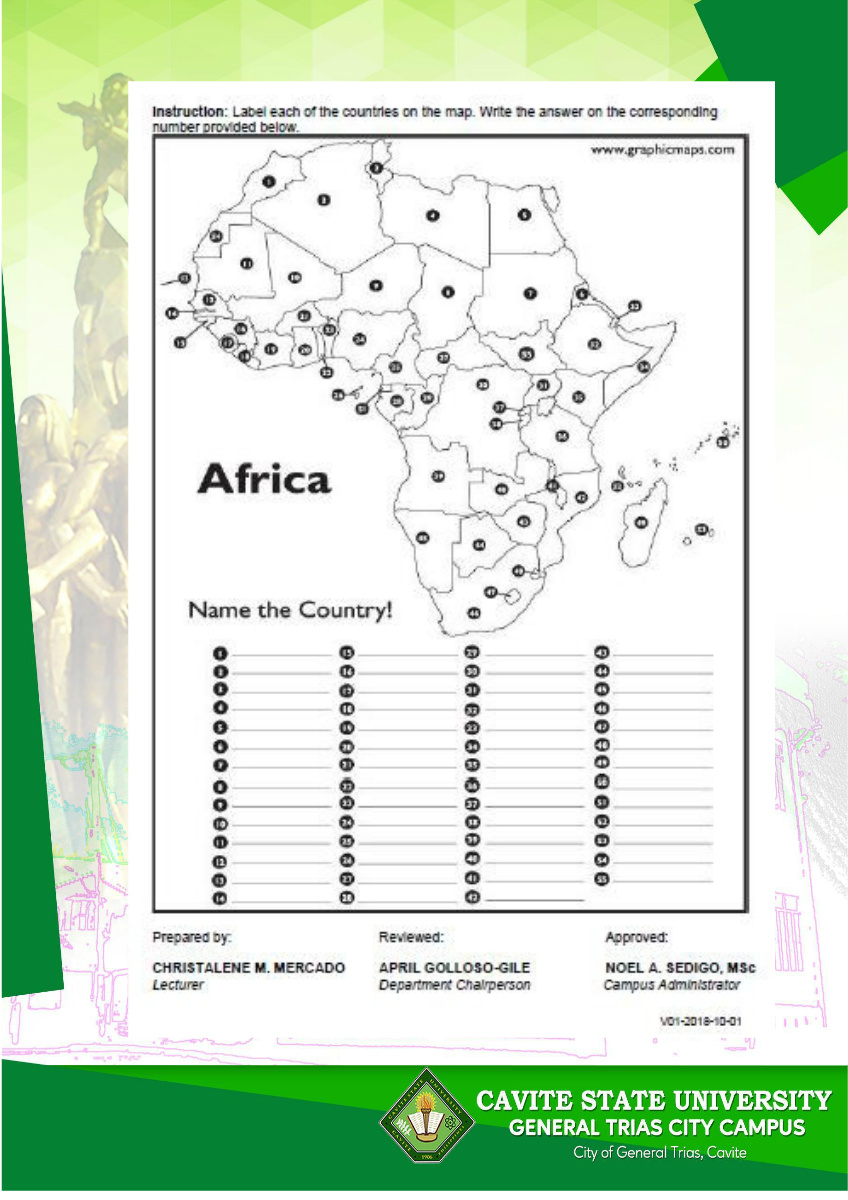 Instruction: Label each of the countries on the map. Write the answer on the corresponding
number provided below.
www.graphicmaps.com
Africa
Name the Country!
1 15 29 43
2 16 30 44
3 17 31 45
4 18 32 46
5 19 33 47
6 20 34 48
7 21 35 49
8 22 36 50
9 23 37 51
10 24 38 52
11 25 39 53
12 26 40 54
13 27 41 55
14 28 42
Prepared by: Reviewed: Approved:
CHRISTALENE M. MERCADO APRIL GOLLOSO-GILE NOEL A. SEDIGO, MSc
Lecturer Department Chairperson Campus Administrator
V01-2018-10-01
CAVITE STATE UNIVERSITY
GENERAL TRIAS CITY CAMPUS
City of General Trias, Cavite